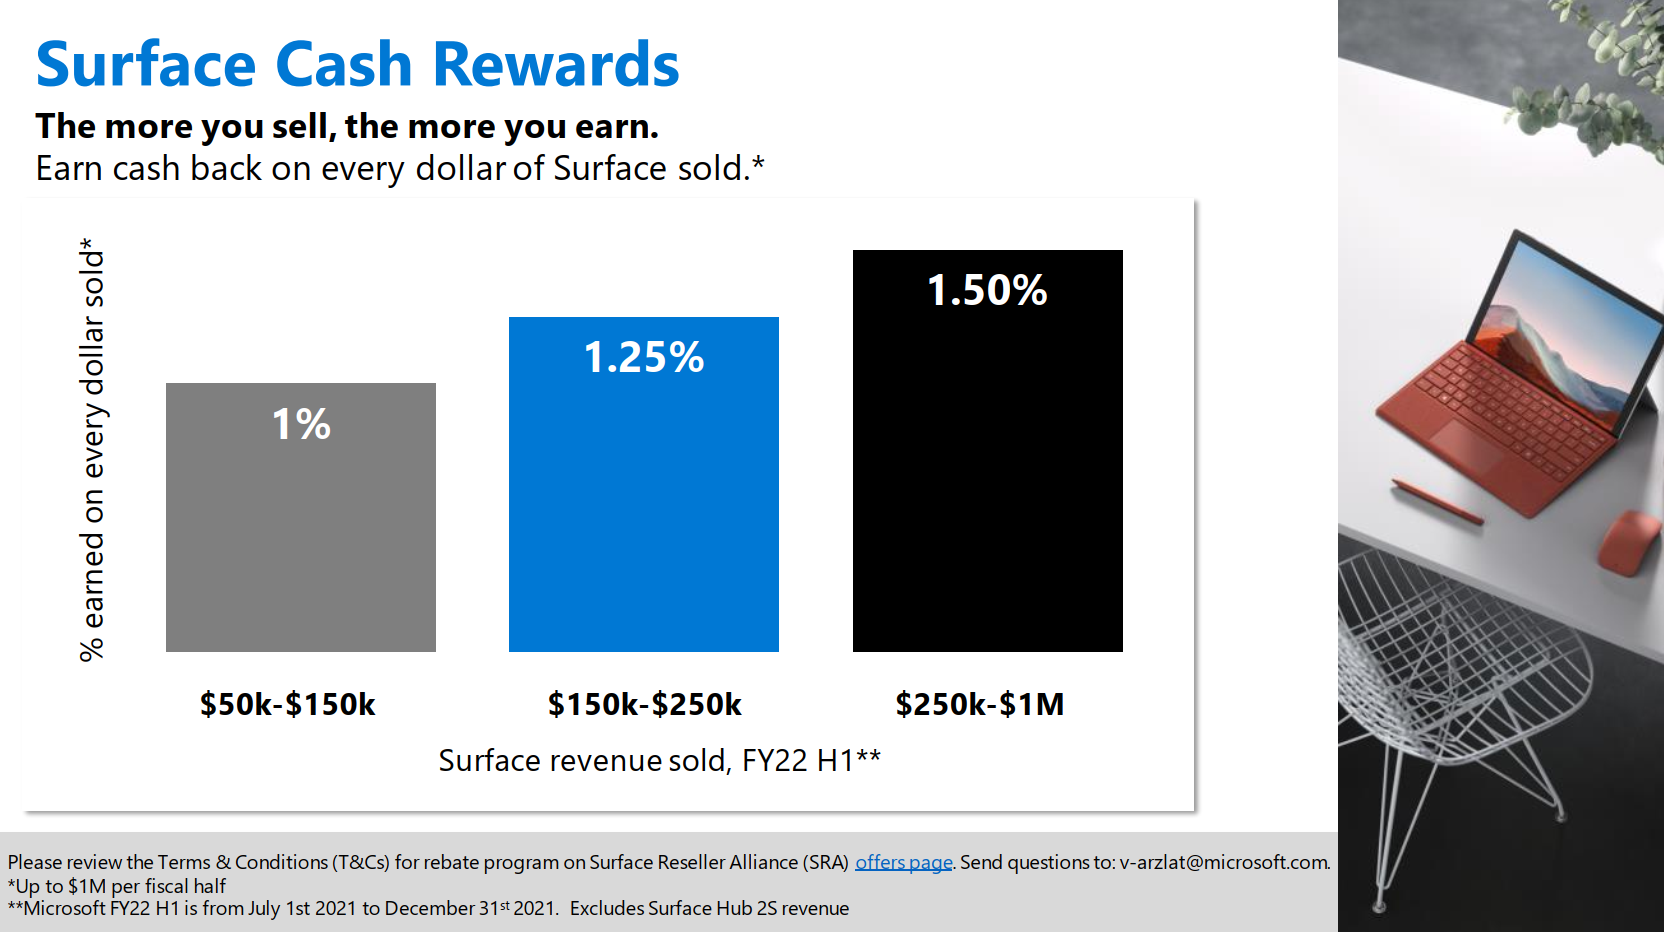 Surface Cash Rewards
The more you sell, the more you earn.
Earn cash back on every dollar of Surface sold.*
% earned on every dollar sold*
1%
1.25%
1.50%
$50k-$150k
$150k-$250k
$250k-$1M
Surface revenue sold, FY22 H1**
Please review the Terms & Conditions (T&Cs) for rebate program on Surface Reseller Alliance (SRA) offers page. Send questions to: v-arzlat@microsoft.com.
*Up to $1M per fiscal half
**Microsoft FY22 H1 is from July 1st 2021 to December 31st 2021. Excludes Surface Hub 2S revenue